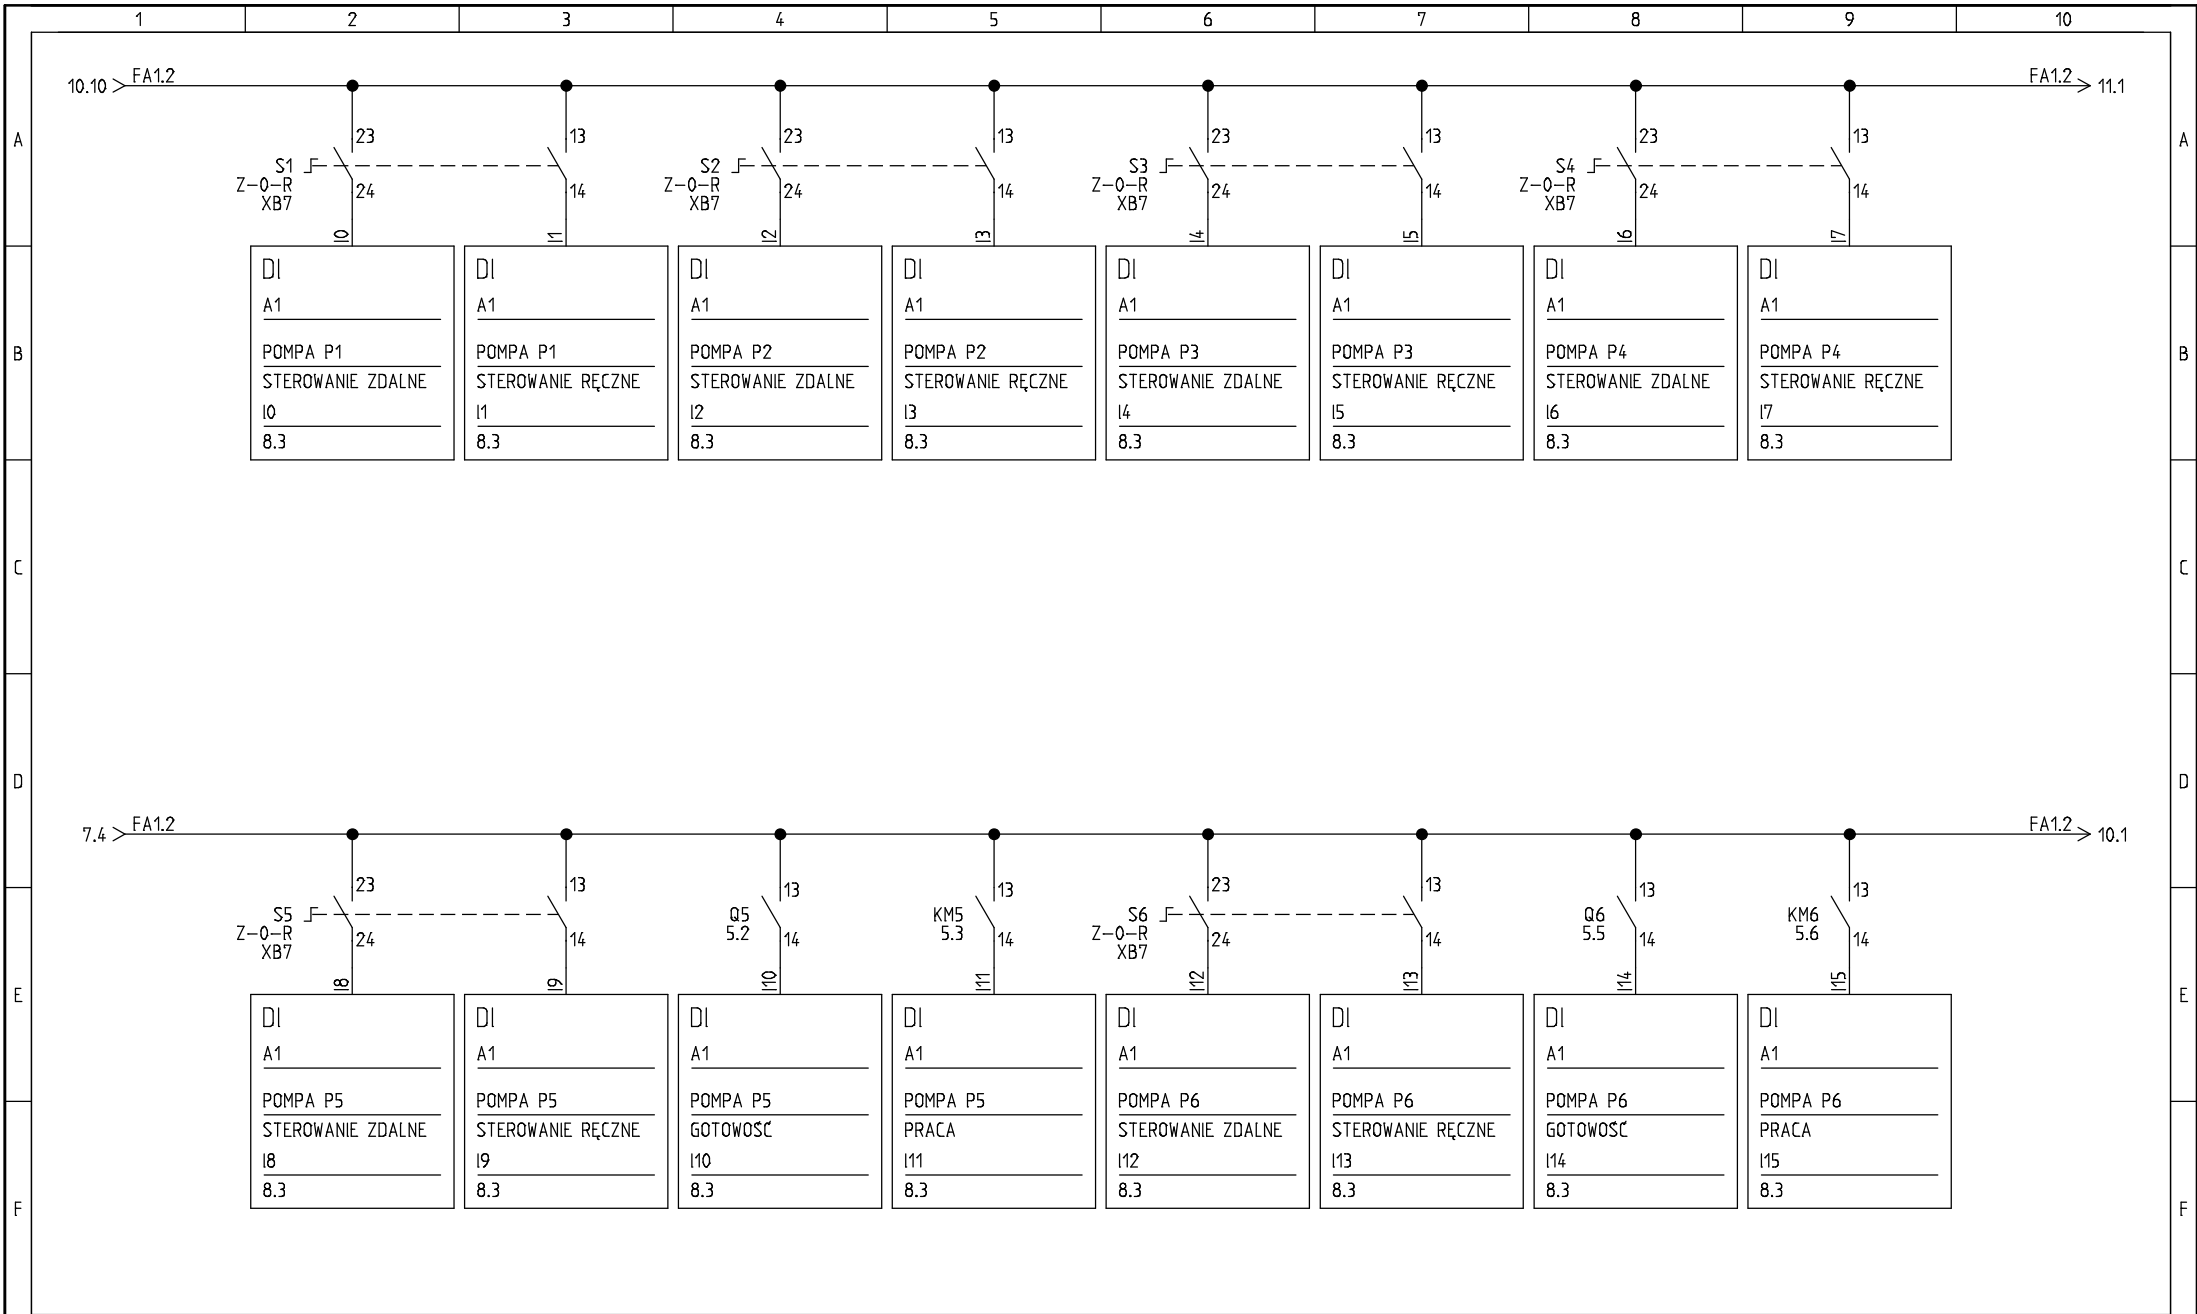 1 2 3 4 5 6 7 8 9 10
10.10 FA1.2 FA1.2 11.1
A A
23 13 23 13 23 13 23 13
S1 S2 S3 S4
Z-0-R Z-0-R Z-0-R Z-0-R
XB7 XB7 XB7 XB7
24 14 24 14 24 14 24 14
I0 I1 I2 I3 I4 I5 I6 I7
DI DI DI DI DI DI DI DI
A1 A1 A1 A1 A1 A1 A1 A1
B B
POMPA P1 POMPA P1 POMPA P2 POMPA P2 POMPA P3 POMPA P3 POMPA P4 POMPA P4
STEROWANIE ZDALNE STEROWANIE RĘCZNE STEROWANIE ZDALNE STEROWANIE RĘCZNE STEROWANIE ZDALNE STEROWANIE RĘCZNE STEROWANIE ZDALNE STEROWANIE RĘCZNE
I0 I1 I2 I3 I4 I5 I6 I7
8.3 8.3 8.3 8.3 8.3 8.3 8.3 8.3
C C
D D
7.4 FA1.2 FA1.2 10.1
23 13 13 13 23 13 13 13
S5 Q5 KM5 S6 Q6 KM6
Z-0-R 5.2 5.3 Z-0-R 5.5 5.6
XB7 XB7
24 14 14 14 24 14 14 14
I8 I9 I10 I11 I12 I13 I14 I15
E E
DI DI DI DI DI DI DI DI
A1 A1 A1 A1 A1 A1 A1 A1
POMPA P5 POMPA P5 POMPA P5 POMPA P5 POMPA P6 POMPA P6 POMPA P6 POMPA P6
STEROWANIE ZDALNE STEROWANIE RĘCZNE GOTOWOŚĆ PRACA STEROWANIE ZDALNE STEROWANIE RĘCZNE GOTOWOŚĆ PRACA
I8 I9 I10 I11 I12 I13 I14 I15
8.3 8.3 8.3 8.3 8.3 8.3 8.3 8.3
F F